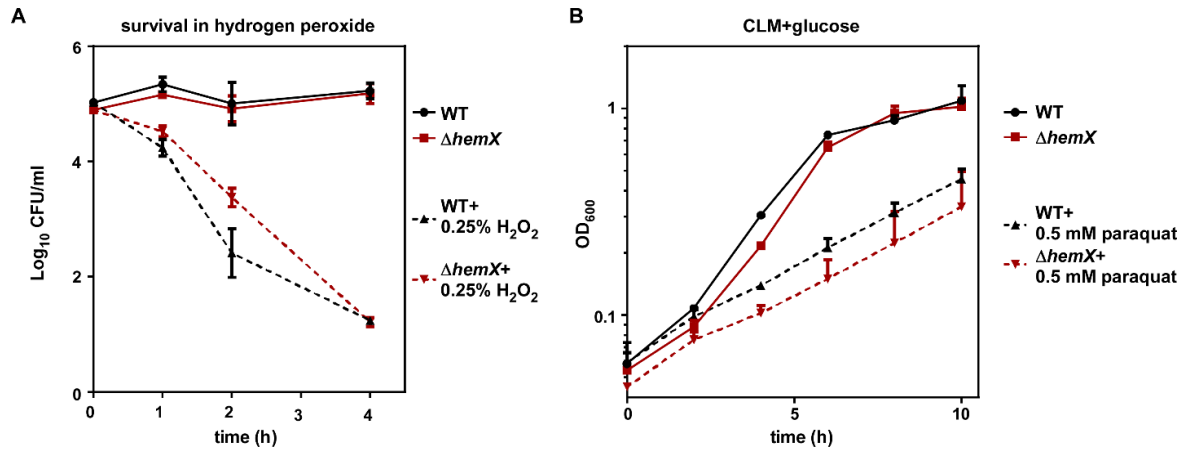 A
survival in hydrogen peroxide
6
4
2
0
0
1
2
3
4
Log₁₀ CFU/ml
time (h)
WT
ΔhemX
WT+
0.25% H₂O₂
ΔhemX+
0.25% H₂O₂
B
CLM+glucose
1
0.1
0
5
10
OD₆₀₀
time (h)
WT
ΔhemX
WT+
0.5 mM paraquat
ΔhemX+
0.5 mM paraquat